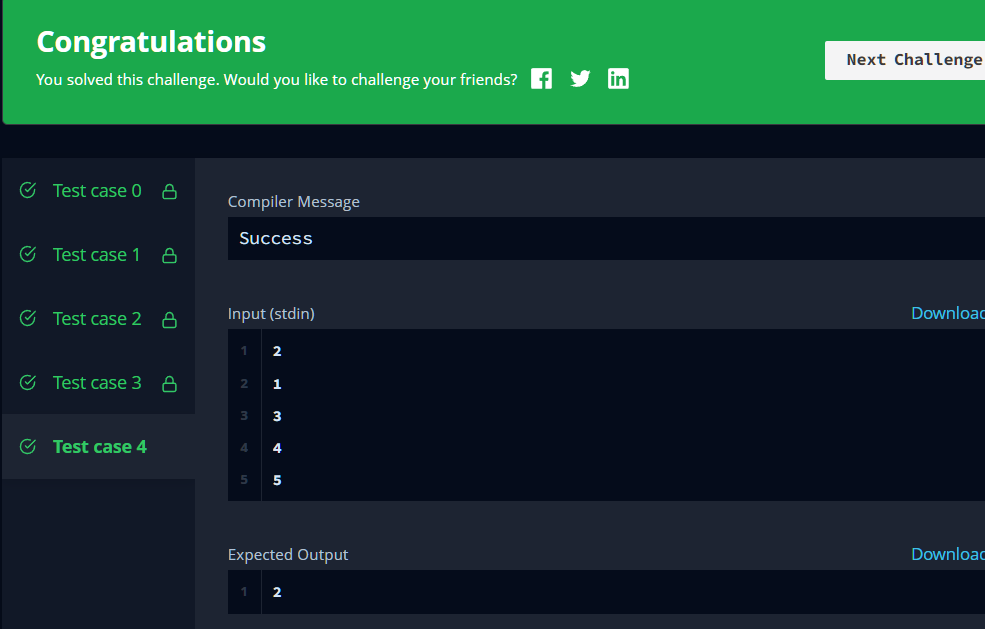 Congratulations
You solved this challenge. Would you like to challenge your friends?
Next Challenge
Test case 0
Test case 1
Test case 2
Test case 3
Test case 4
Compiler Message
Success
Input (stdin)
Download
1 2
2 1
3 3
4 4
5 5
Expected Output
Download
1 2